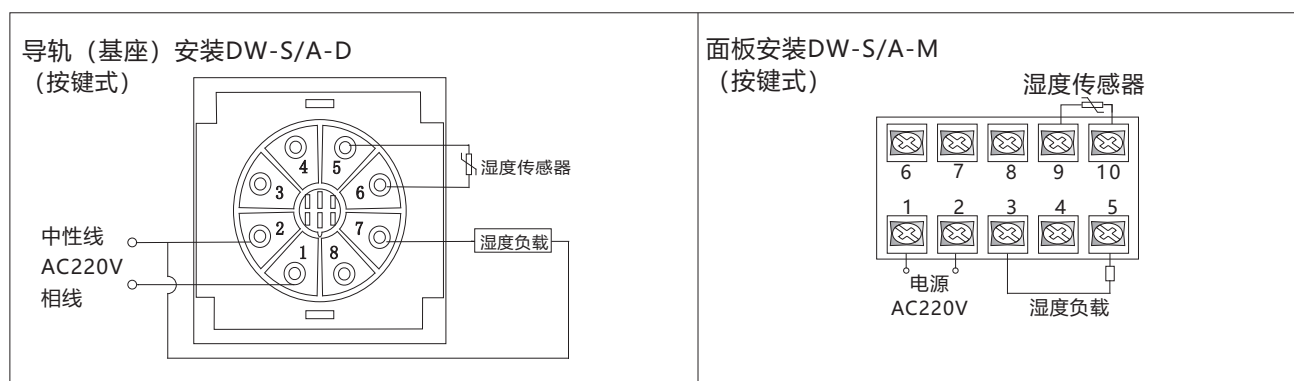 导轨（基座）安装DW-S/A-D
（按键式）
4
5
3
6
2
7
1
8
湿度传感器
中性线
AC220V
相线
湿度负载
面板安装DW-S/A-M
（按键式）
湿度传感器
6 7 8 9 10
1 2 3 4 5
电源
AC220V
湿度负载